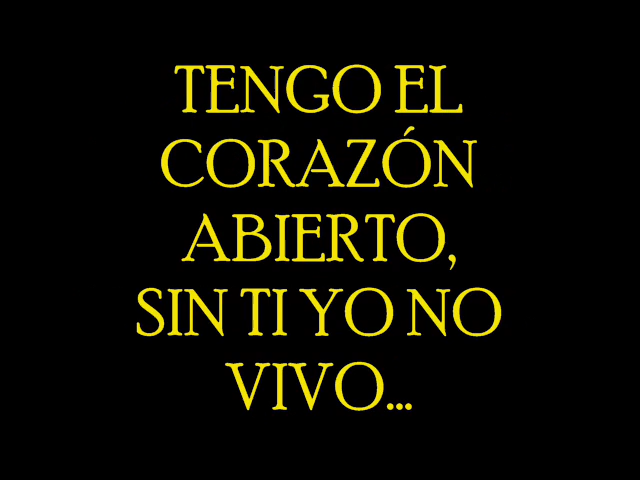 TENGO EL
CORAZÓN
ABIERTO,
SIN TI YO NO
VIVO...